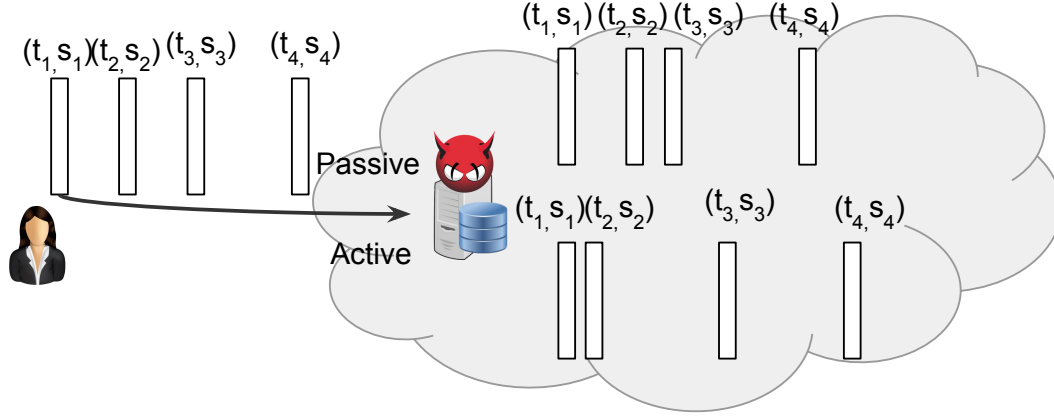 (t₁,s₁)(t₂,s₂) (t₃,s₃) (t₄,s₄)
Passive
Active
(t₁,s₁) (t₂,s₂) (t₃,s₃) (t₄,s₄)
(t₁,s₁)(t₂,s₂) (t₃,s₃) (t₄,s₄)